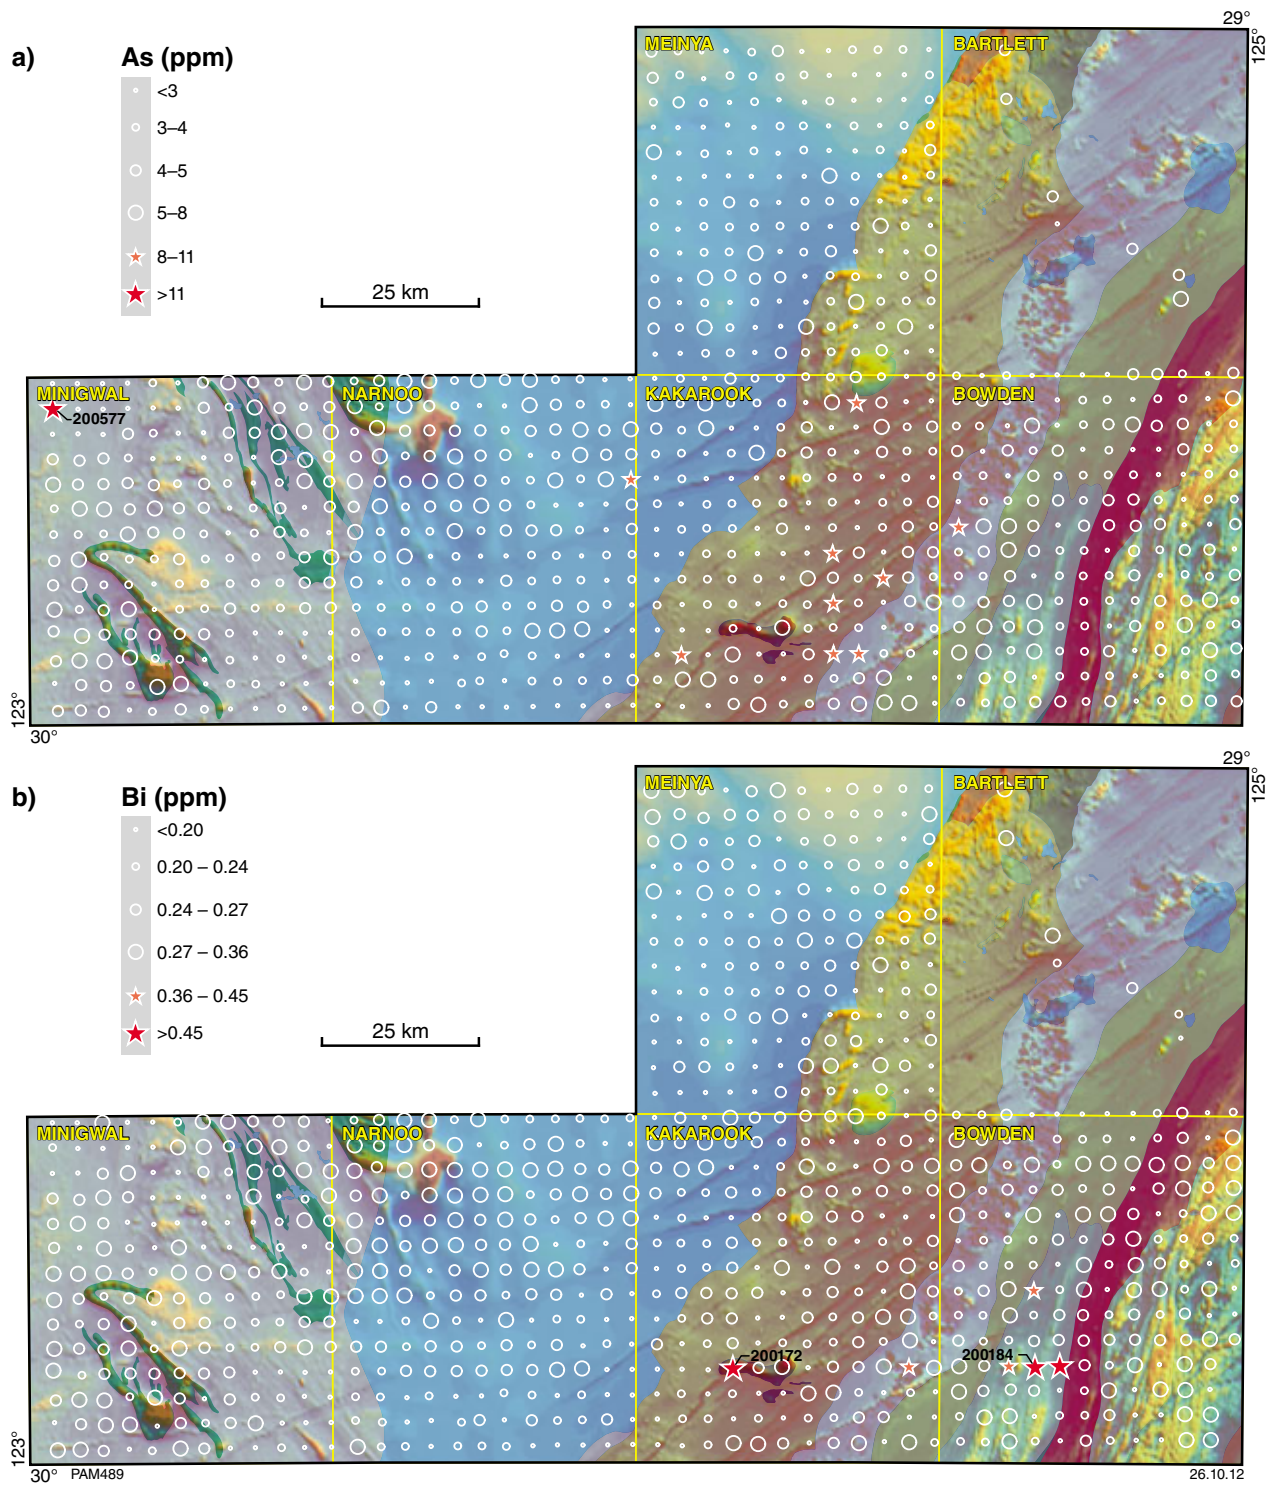 29°
125°
a)
As (ppm)
<3
3–4
4–5
5–8
8–11
>11
25 km
MEINYA
BARTLETT
MINIGWAL
NARNOO
KAKAROOK
BOWDEN
200577
123°
30°
29°
125°
b)
Bi (ppm)
<0.20
0.20 – 0.24
0.24 – 0.27
0.27 – 0.36
0.36 – 0.45
>0.45
25 km
MEINYA
BARTLETT
MINIGWAL
NARNOO
KAKAROOK
BOWDEN
200172
200184
123°
30°
PAM489
26.10.12